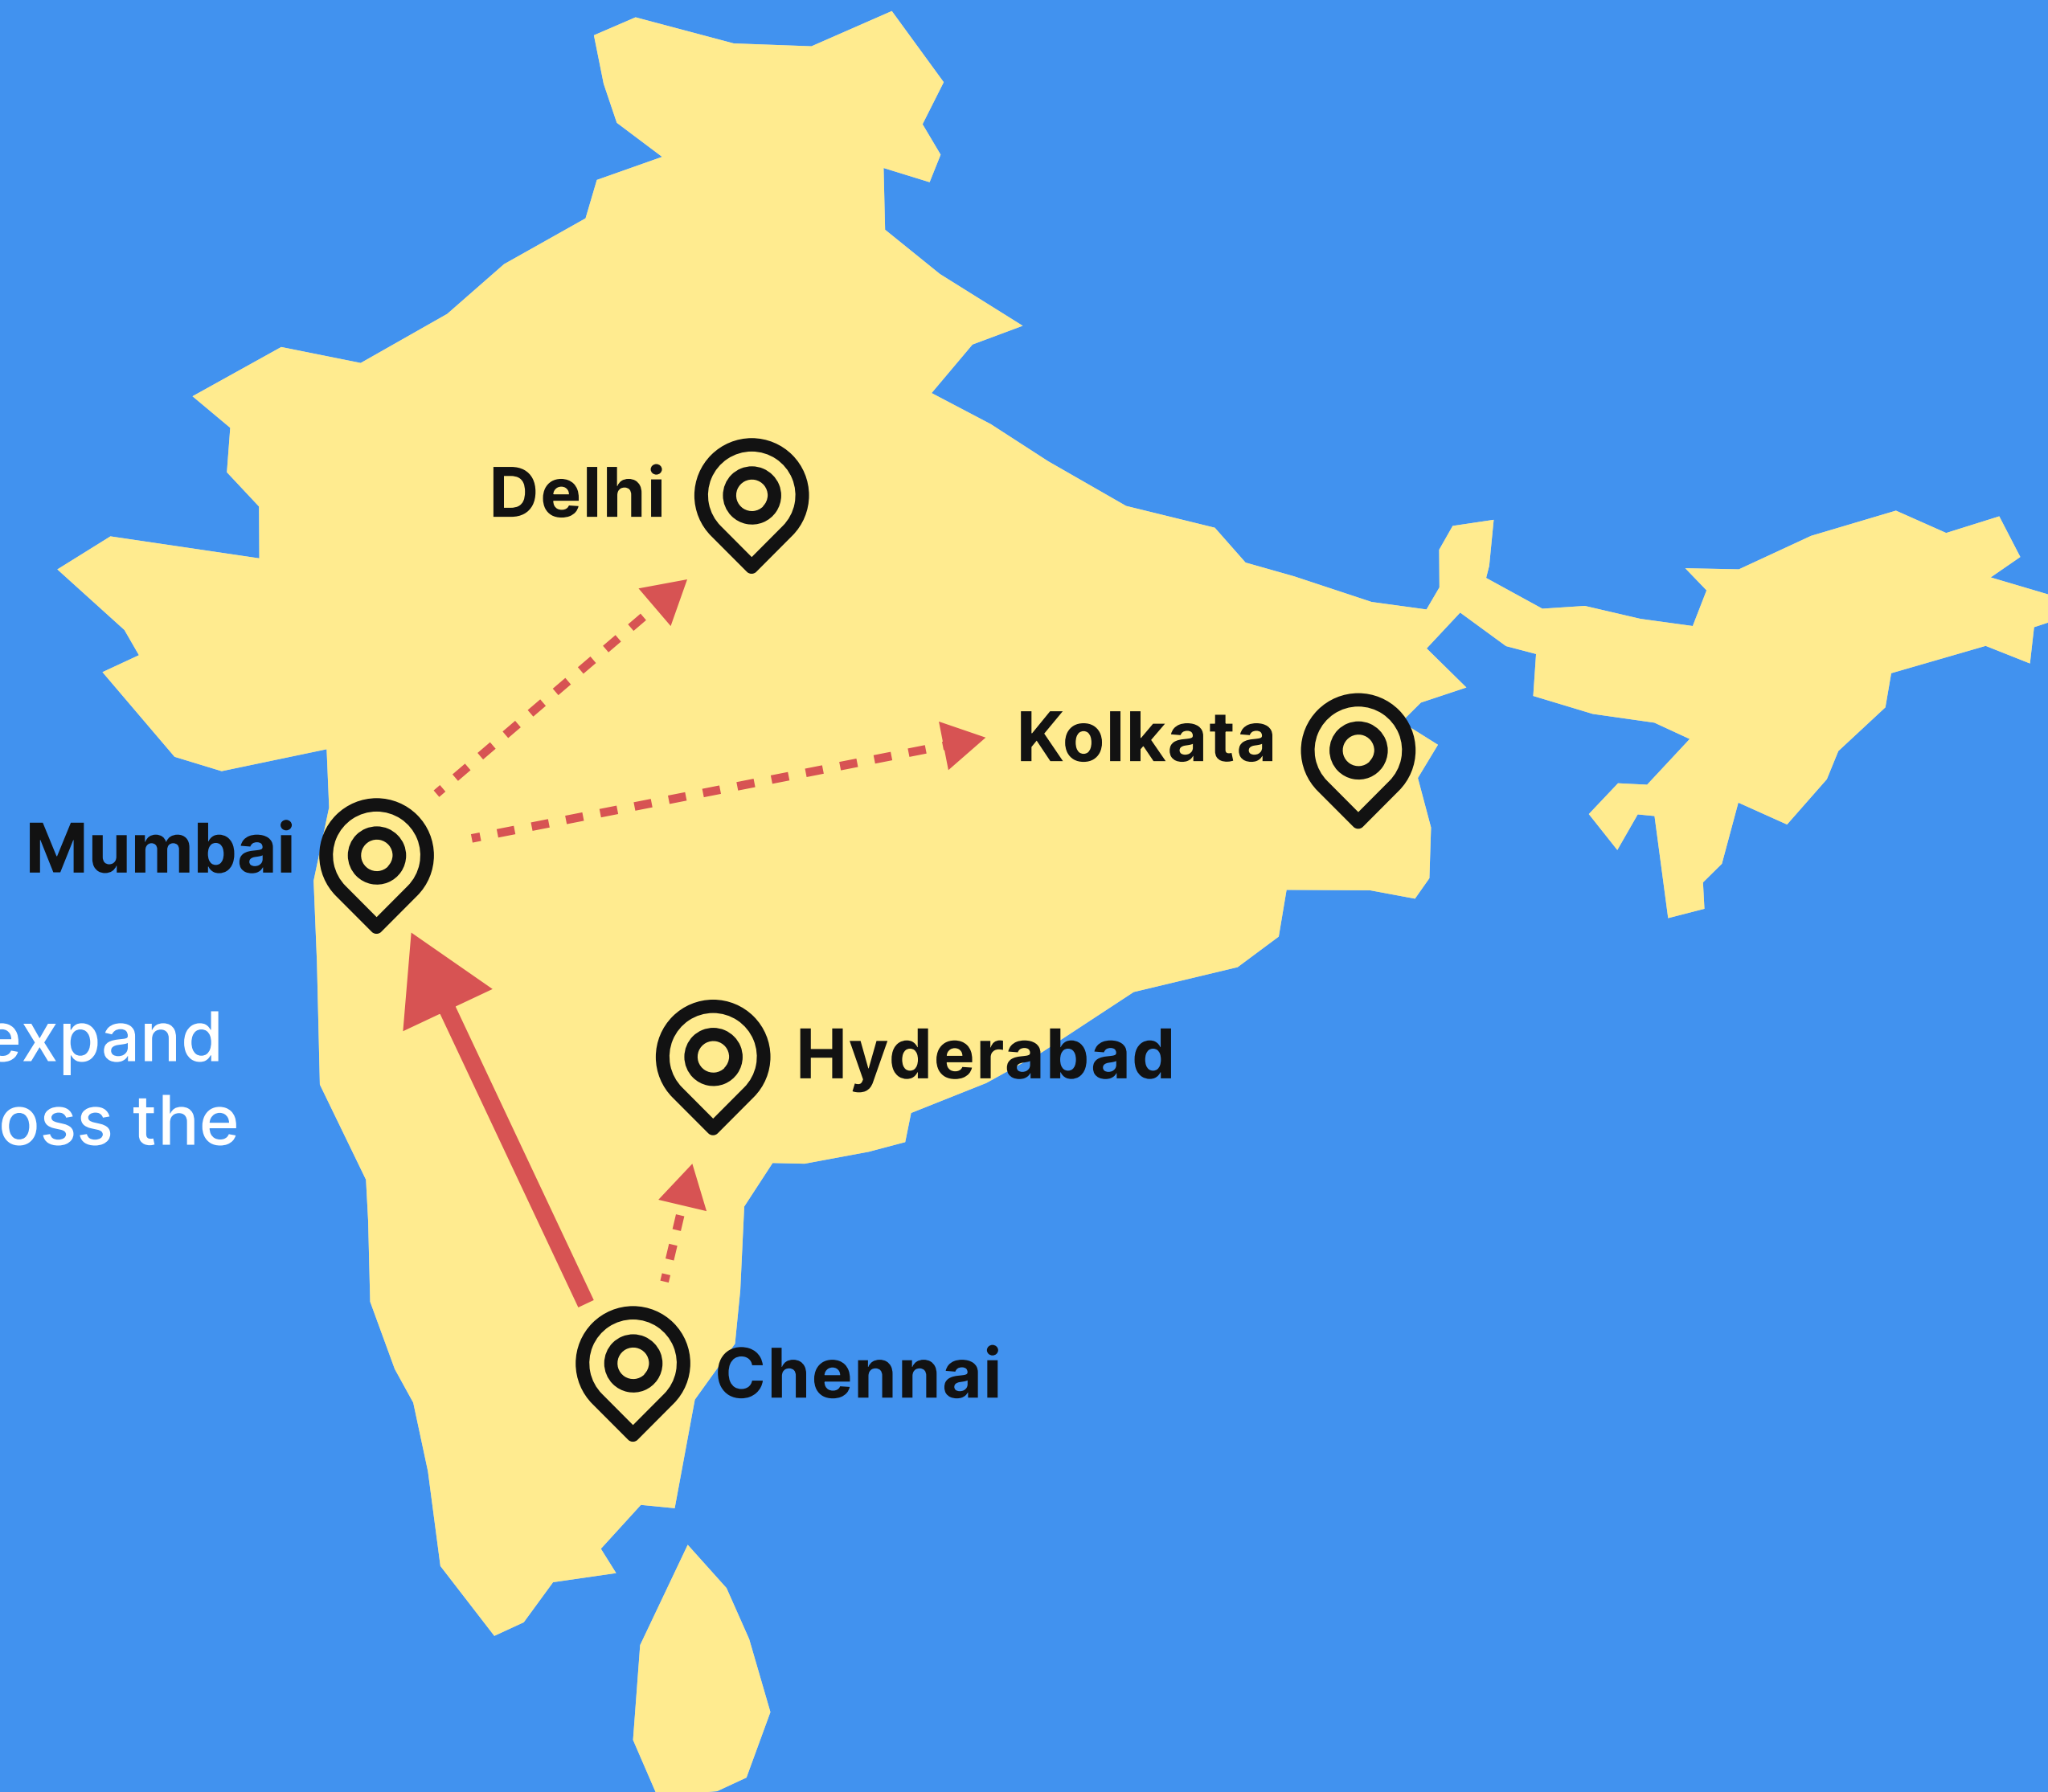 Delhi
Kolkata
Mumbai
expand
Hyderabad
oss the
Chennai